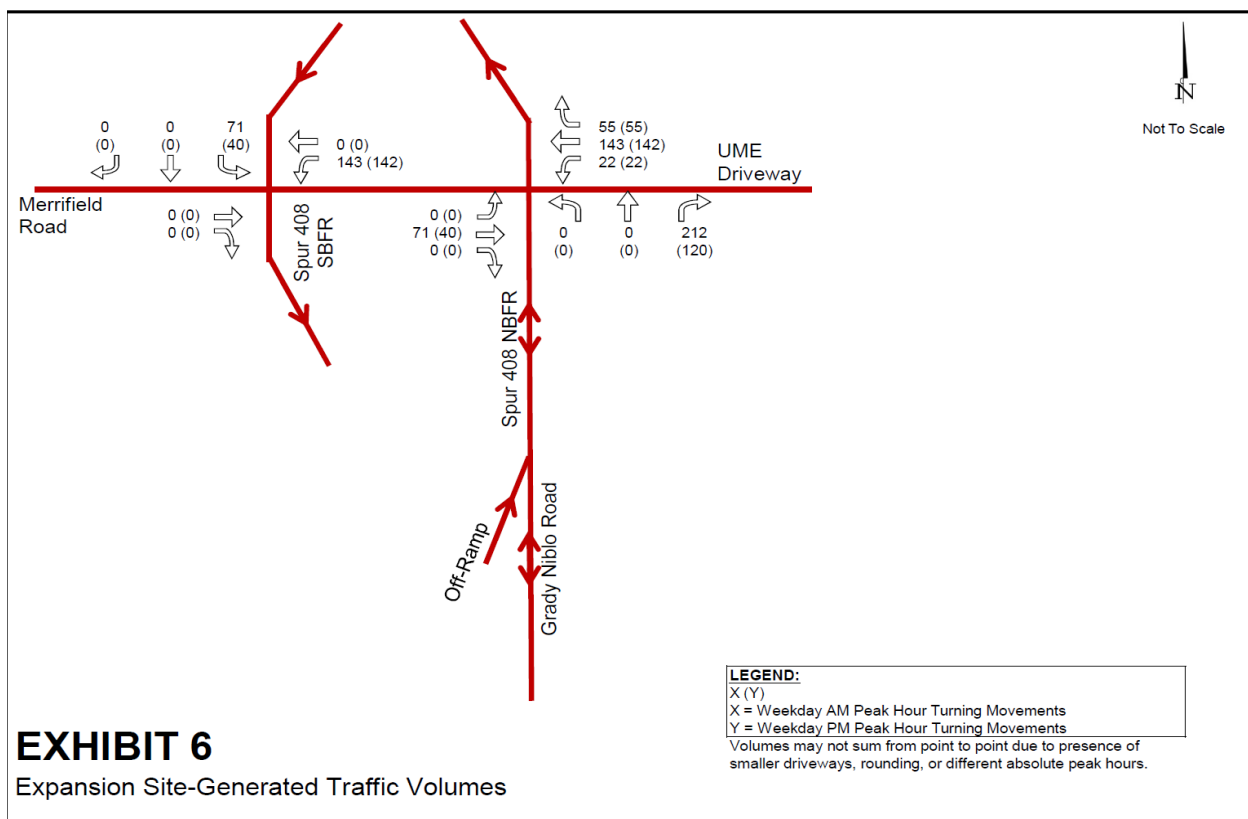 N
Not To Scale
0
(0)
0
(0)
71
(40)
0 (0)
143 (142)
55 (55)
143 (142)
22 (22)
UME
Driveway
Merrifield
Road
0 (0)
0 (0)
Spur 408
SBFR
0 (0)
71 (40)
0 (0)
0
(0)
0
(0)
212
(120)
Spur 408 NBFR
Off-Ramp
Grady Niblo Road
LEGEND:
X (Y)
X = Weekday AM Peak Hour Turning Movements
Y = Weekday PM Peak Hour Turning Movements
Volumes may not sum from point to point due to presence of
smaller driveways, rounding, or different absolute peak hours.
EXHIBIT 6
Expansion Site-Generated Traffic Volumes